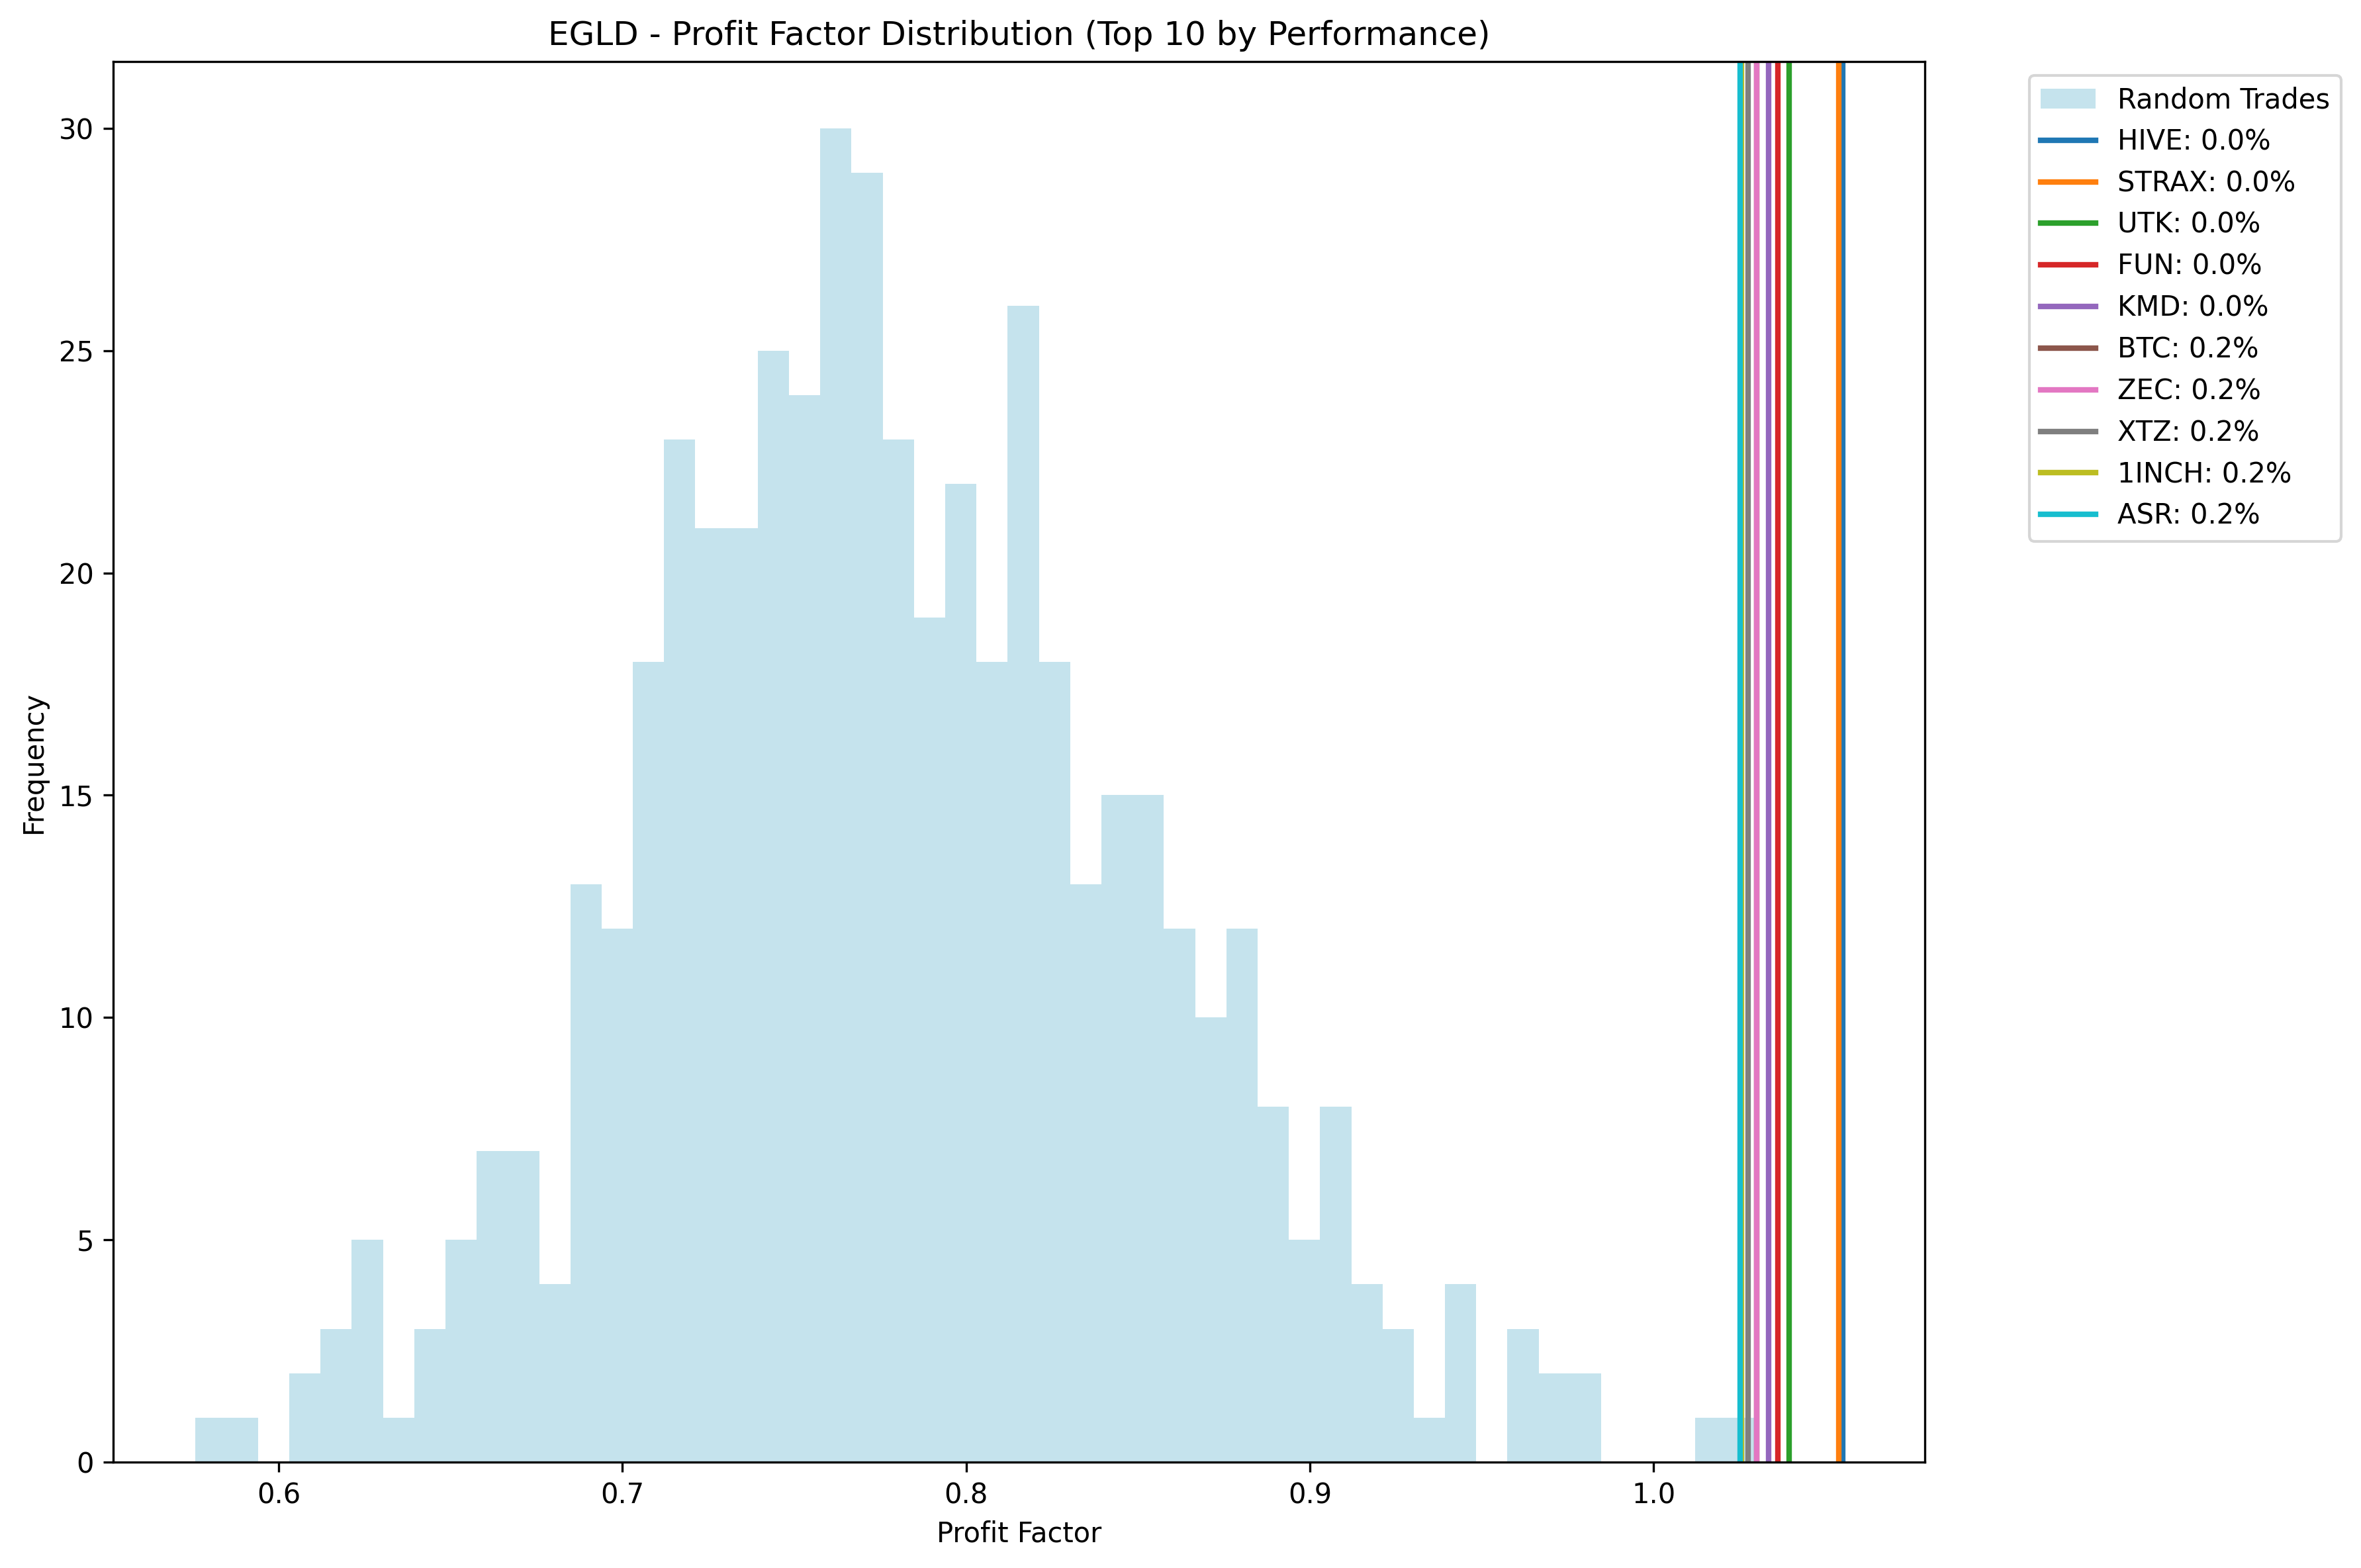 EGLD - Profit Factor Distribution (Top 10 by Performance)
Frequency
30
25
20
15
10
5
0
0.6
0.7
0.8
0.9
1.0
Profit Factor
Random Trades
HIVE: 0.0%
STRAX: 0.0%
UTK: 0.0%
FUN: 0.0%
KMD: 0.0%
BTC: 0.2%
ZEC: 0.2%
XTZ: 0.2%
1INCH: 0.2%
ASR: 0.2%